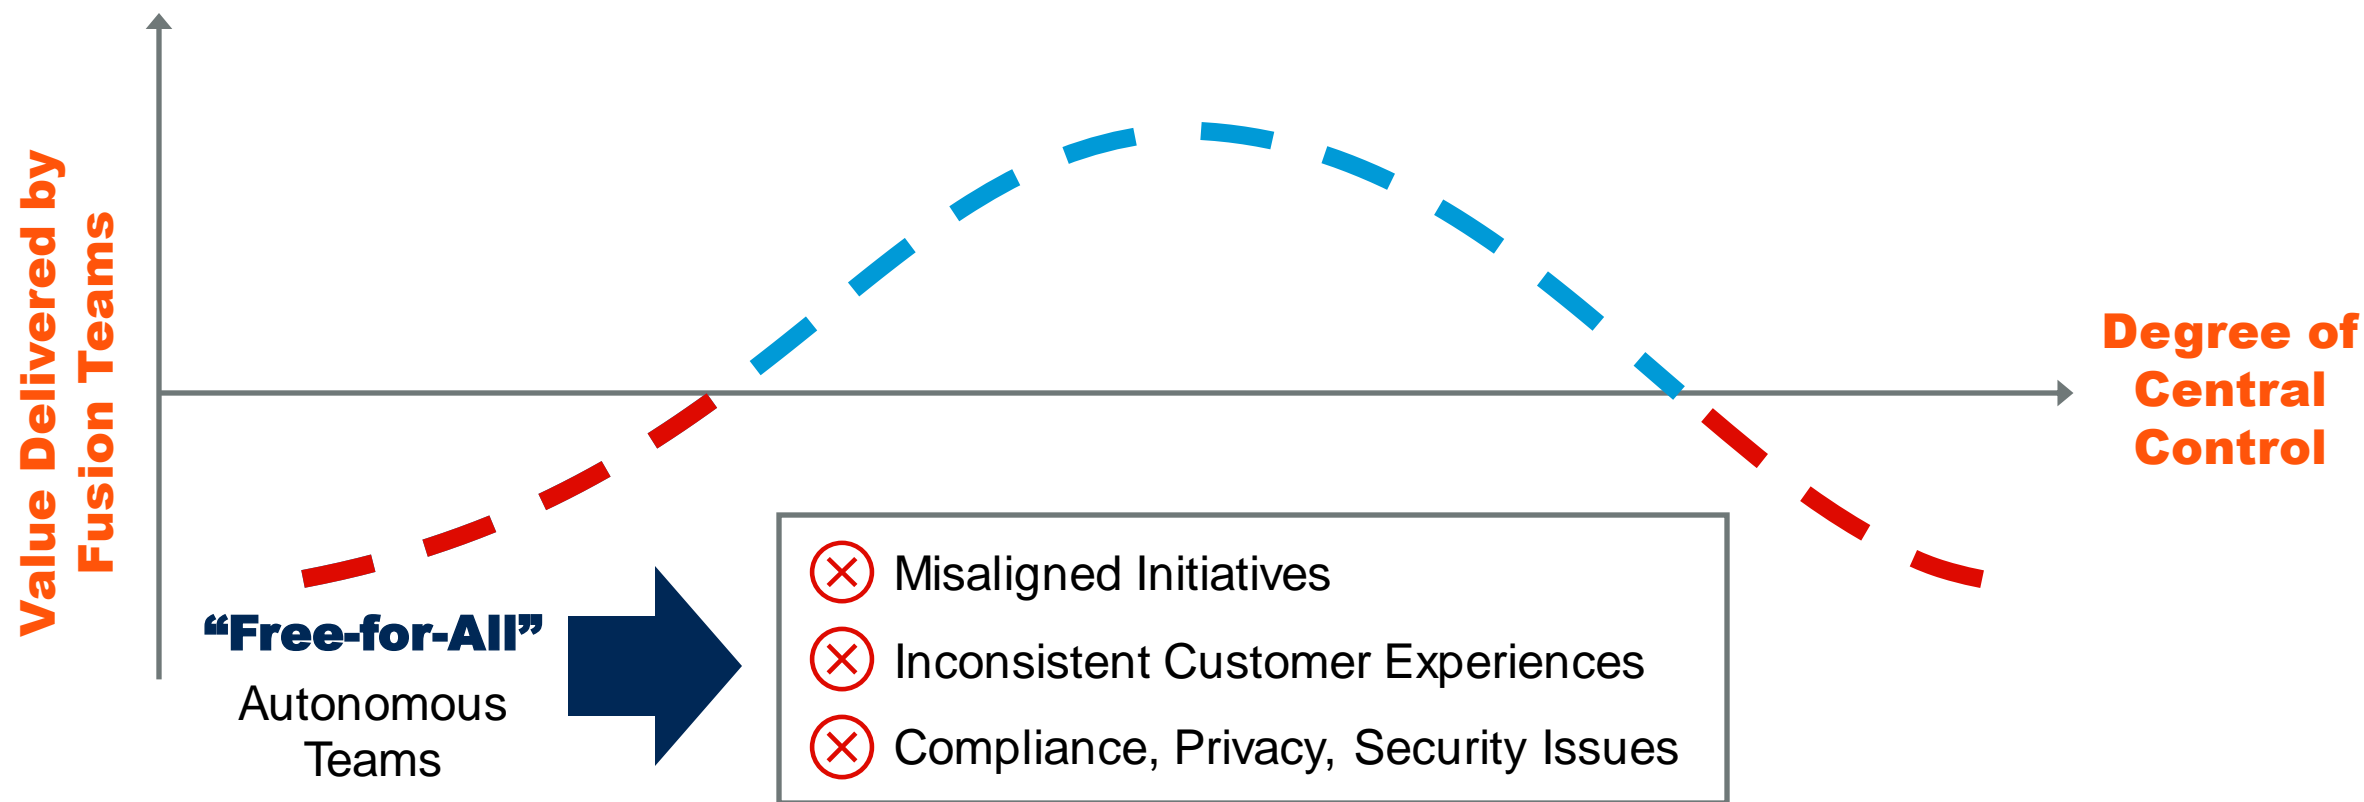 Value Delivered by
Fusion Teams
Degree of
Central
Control
“Free-for-All”
Autonomous
Teams
Misaligned Initiatives
Inconsistent Customer Experiences
Compliance, Privacy, Security Issues